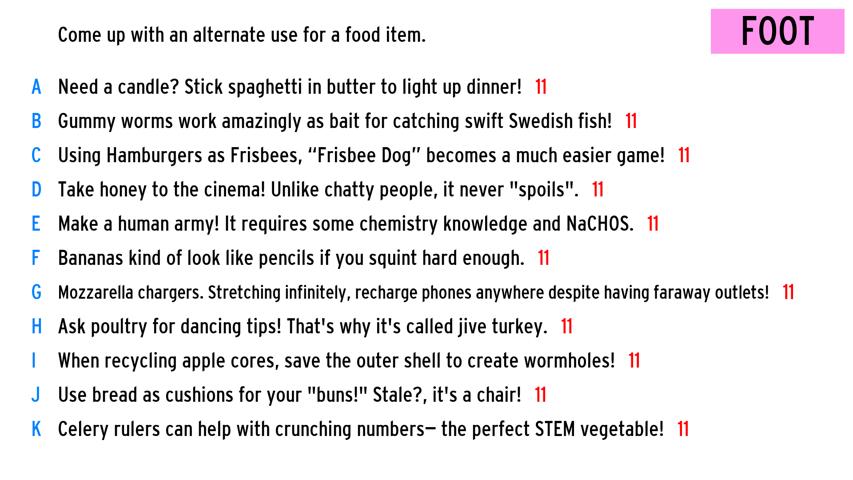 Come up with an alternate use for a food item.
FOOT
A Need a candle? Stick spaghetti in butter to light up dinner! 11
B Gummy worms work amazingly as bait for catching swift Swedish fish! 11
C Using Hamburgers as Frisbees, “Frisbee Dog” becomes a much easier game! 11
D Take honey to the cinema! Unlike chatty people, it never "spoils". 11
E Make a human army! It requires some chemistry knowledge and NaCHOS. 11
F Bananas kind of look like pencils if you squint hard enough. 11
G Mozzarella chargers. Stretching infinitely, recharge phones anywhere despite having faraway outlets! 11
H Ask poultry for dancing tips! That's why it's called jive turkey. 11
I When recycling apple cores, save the outer shell to create wormholes! 11
J Use bread as cushions for your "buns!" Stale?, it's a chair! 11
K Celery rulers can help with crunching numbers— the perfect STEM vegetable! 11